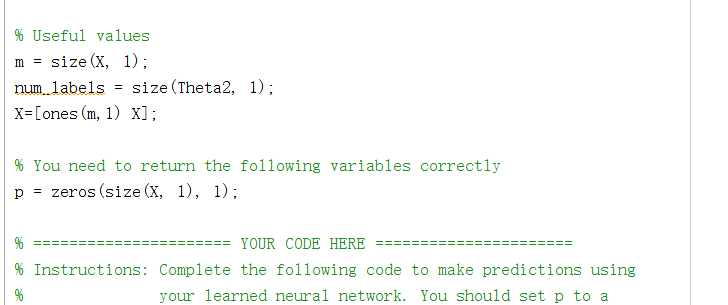 % Useful values
m = size(X, 1);
num_labels = size(Theta2, 1);
X=[ones(m,1) X];
% You need to return the following variables correctly
p = zeros(size(X, 1), 1);
% ====================== YOUR CODE HERE ======================
% Instructions: Complete the following code to make predictions using
% your learned neural network. You should set p to a